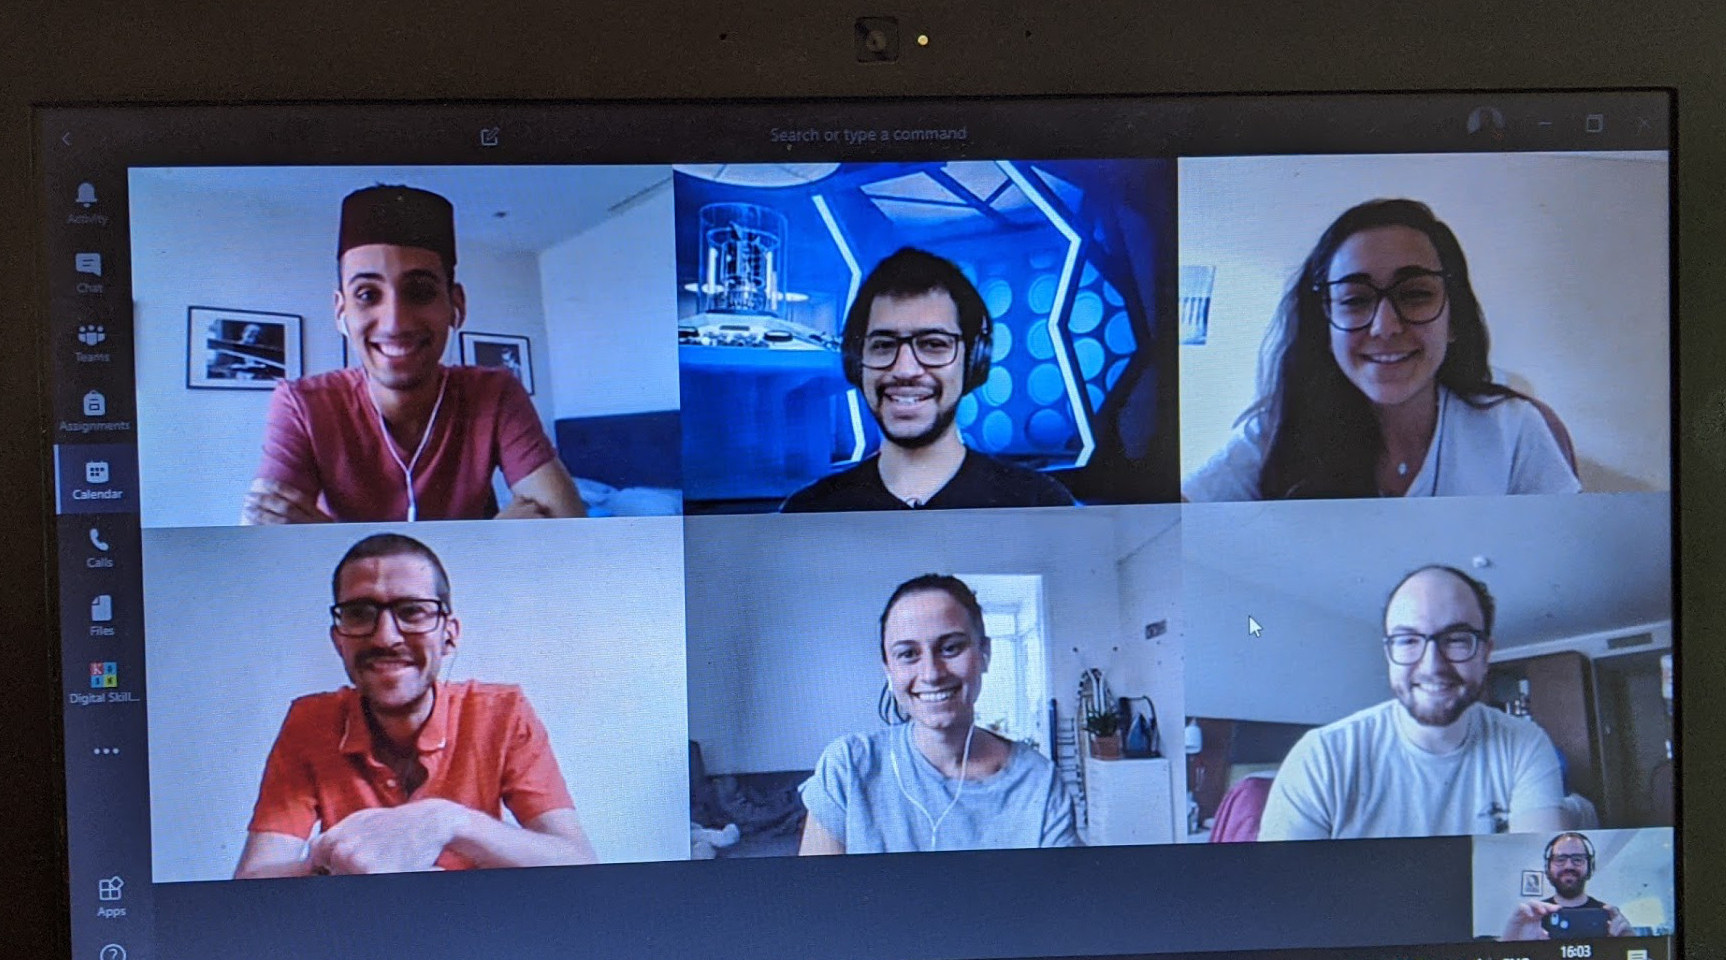 Search or type a command
Activity
Chat
Teams
Assignments
Calendar
Calls
Files
Digital Skill...
Apps
16:03